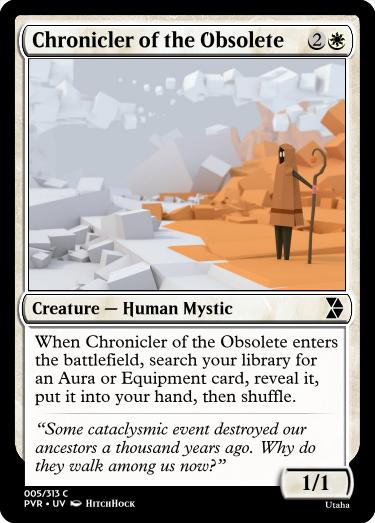 Chronicler of the Obsolete 2
Creature — Human Mystic
When Chronicler of the Obsolete enters
the battlefield, search your library for
an Aura or Equipment card, reveal it,
put it into your hand, then shuffle.
“Some cataclysmic event destroyed our
ancestors a thousand years ago. Why do
they walk among us now?”
1/1
005/313 C
PVR • UV HitchHock
Utaha